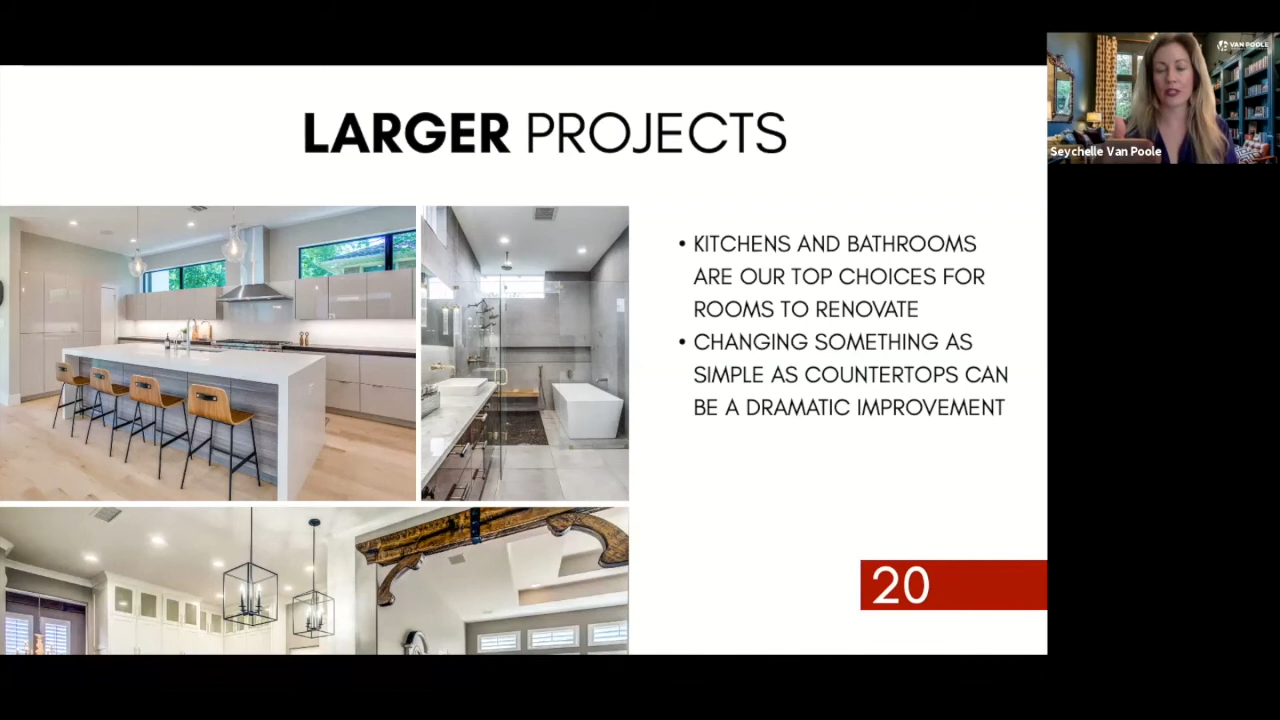 VAN POOLE
Seychelle Van Poole
LARGER PROJECTS
• KITCHENS AND BATHROOMS
ARE OUR TOP CHOICES FOR
ROOMS TO RENOVATE
• CHANGING SOMETHING AS
SIMPLE AS COUNTERTOPS CAN
BE A DRAMATIC IMPROVEMENT
20